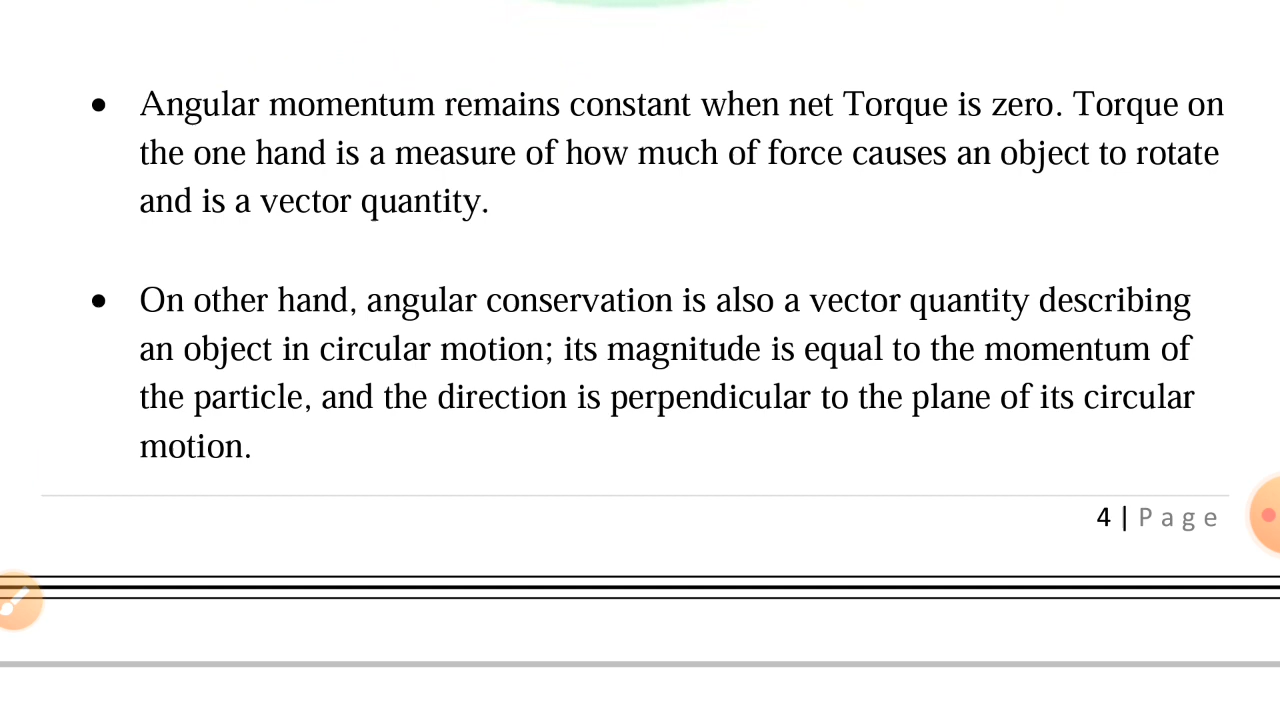 • Angular momentum remains constant when net Torque is zero. Torque on
the one hand is a measure of how much of force causes an object to rotate
and is a vector quantity.
• On other hand, angular conservation is also a vector quantity describing
an object in circular motion; its magnitude is equal to the momentum of
the particle, and the direction is perpendicular to the plane of its circular
motion.
4 | Page